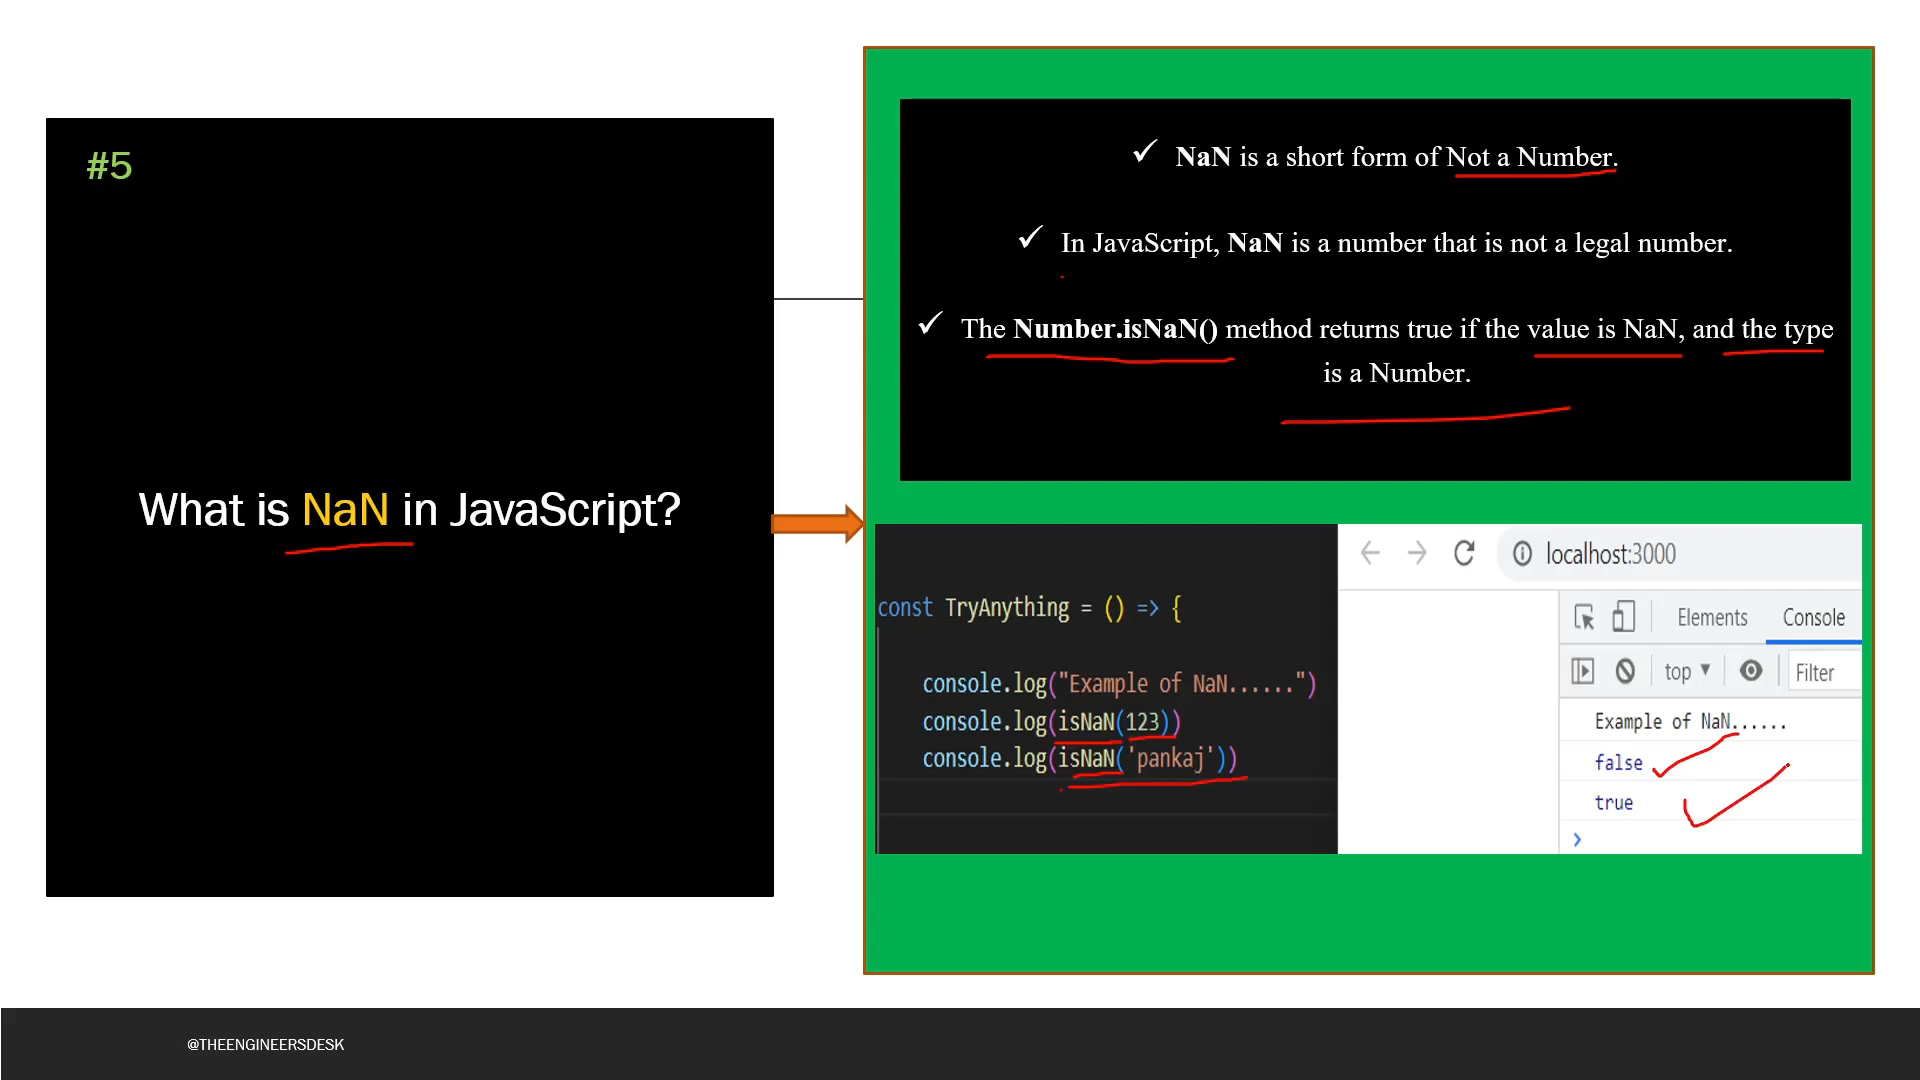 #5
What is NaN in JavaScript?
✓ NaN is a short form of Not a Number.
✓ In JavaScript, NaN is a number that is not a legal number.
✓ The Number.isNaN() method returns true if the value is NaN, and the type
is a Number.
const TryAnything = () => {
console.log("Example of NaN......")
console.log(isNaN(123))
console.log(isNaN('pankaj'))
localhost:3000
Elements Console
top Filter
Example of NaN......
false
true
@THEENGINEERSDESK